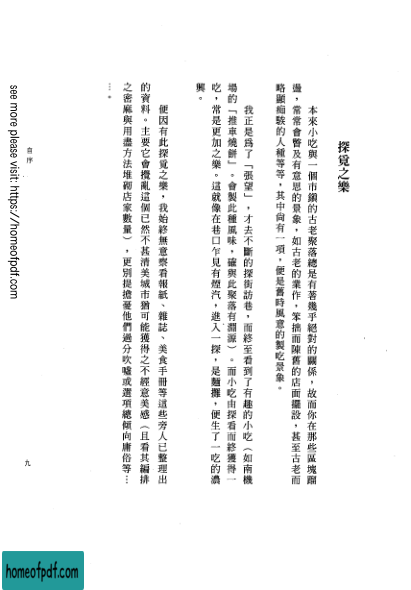 探覓之樂
本來小吃與一個市鎮的古老聚落總是有著幾乎絕對的關係，故而你在那些區塊蹓
邊，常常會瞥及有意思的景象，如古老的業作，笨拙而陳舊的店面擺設，甚至古老而
略顯痴騃的人種等等，其中尚有一項，便是舊時風意的製吃景象。
我正是為了「張望」，才去不斷的探街訪巷，而終至看到了有趣的小吃（如南機
場的「推車燒餅」。會製此種風味，確與此聚落有淵源）。而小吃由探看而終獲得一
吃，常是更加之樂。這就像在巷口乍見有煙汽，進入一探，是麵攤，便生了一吃的濃
興。
便因有此探覓之樂，我始終無意察看報紙、雜誌、美食手冊等這些旁人已整理出
的資料。主要它會攪亂這個已然不甚清美城市猶可能獲得之不經意美感（且看其編排
之密麻與用盡方法堆砌店家數量），更別提擔憂他們過分吹噓或選項總傾向庸俗等…
…。
自序
九
see more please visit: https://homeofpdf.com
homeofpdf.com